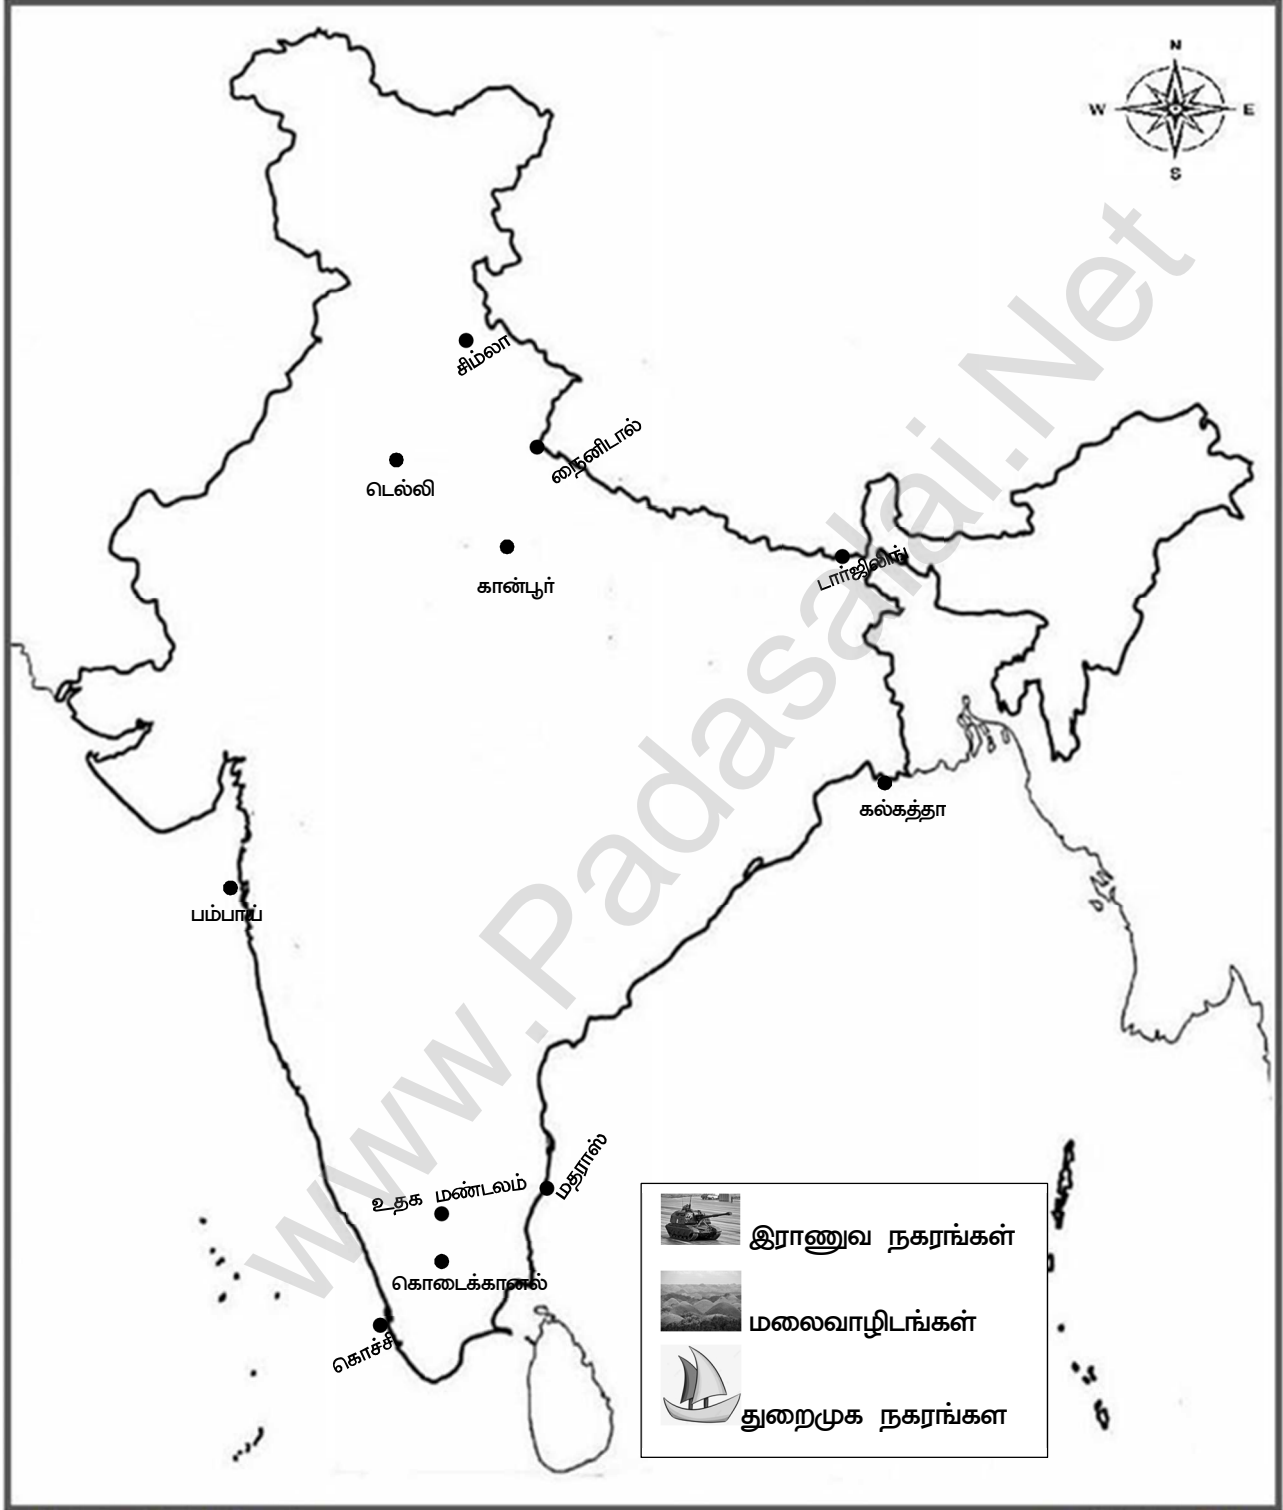 N
W E
S
சிம்லா
நைனிடால்
டெல்லி
கான்பூர்
டார்ஜிலிங்
கல்கத்தா
பம்பாய்
மதராஸ்
உதக மண்டலம்
கொடைக்கானல்
கொச்சி
இராணுவ நகரங்கள்
மலைவாழிடங்கள்
துறைமுக நகரங்கள
www.Padasalai.Net